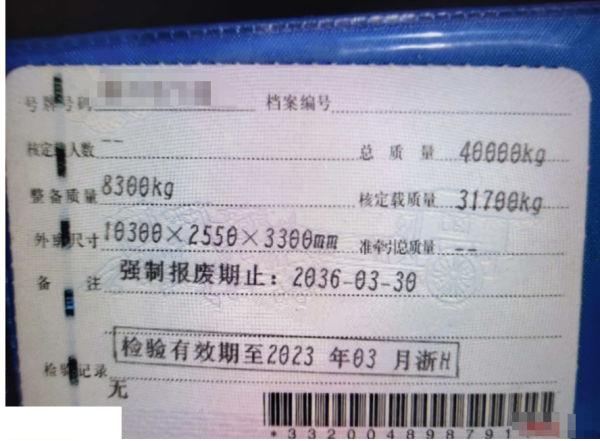 号牌号码 档案编号
核定载人数 -- 总质量 40000kg
整备质量 8300kg 核定载质量 31700kg
外廓尺寸 10300×2550×3300mm 准牵引总质量 --
备注 强制报废期止：2036-03-30
检验有效期至2023 年03 月浙H
检验记录
无
*332004898791